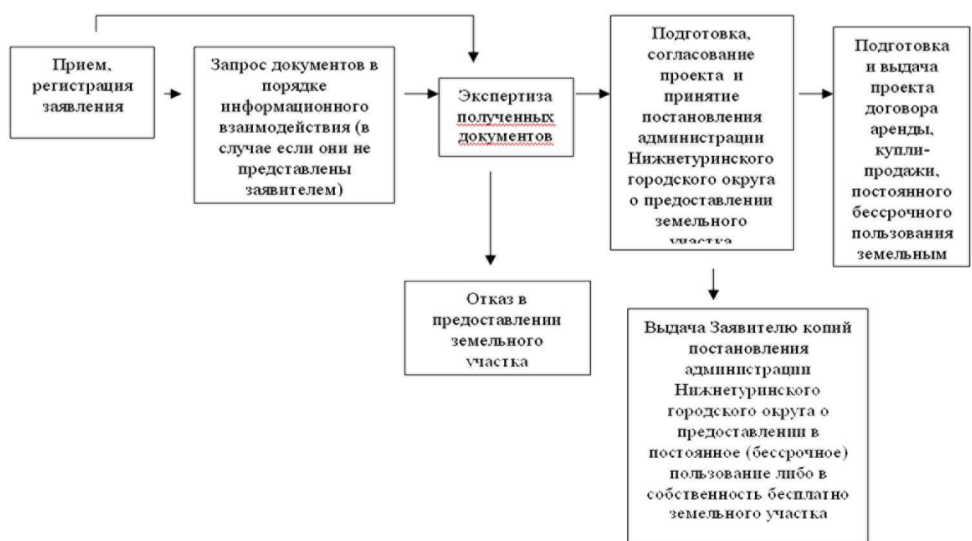 Прием,
регистрация
заявления
Запрос документов в
порядке
информационного
взаимодействия (в
случае если они не
представлены
заявителем)
Экспертиза
полученных
документов
Подготовка,
согласование
проекта и
принятие
постановления
администрации
Нижнетуринского
городского округа
о предоставлении
земельного
участка
Подготовка
и выдача
проекта
договора
аренды,
купли-
продажи,
постоянного
бессрочного
пользования
земельным
Отказ в
предоставлении
земельного
участка
Выдача Заявителю копий
постановления
администрации
Нижнетуринского
городского округа о
предоставлении в
постоянное (бессрочное)
пользование либо в
собственность бесплатно
земельного участка